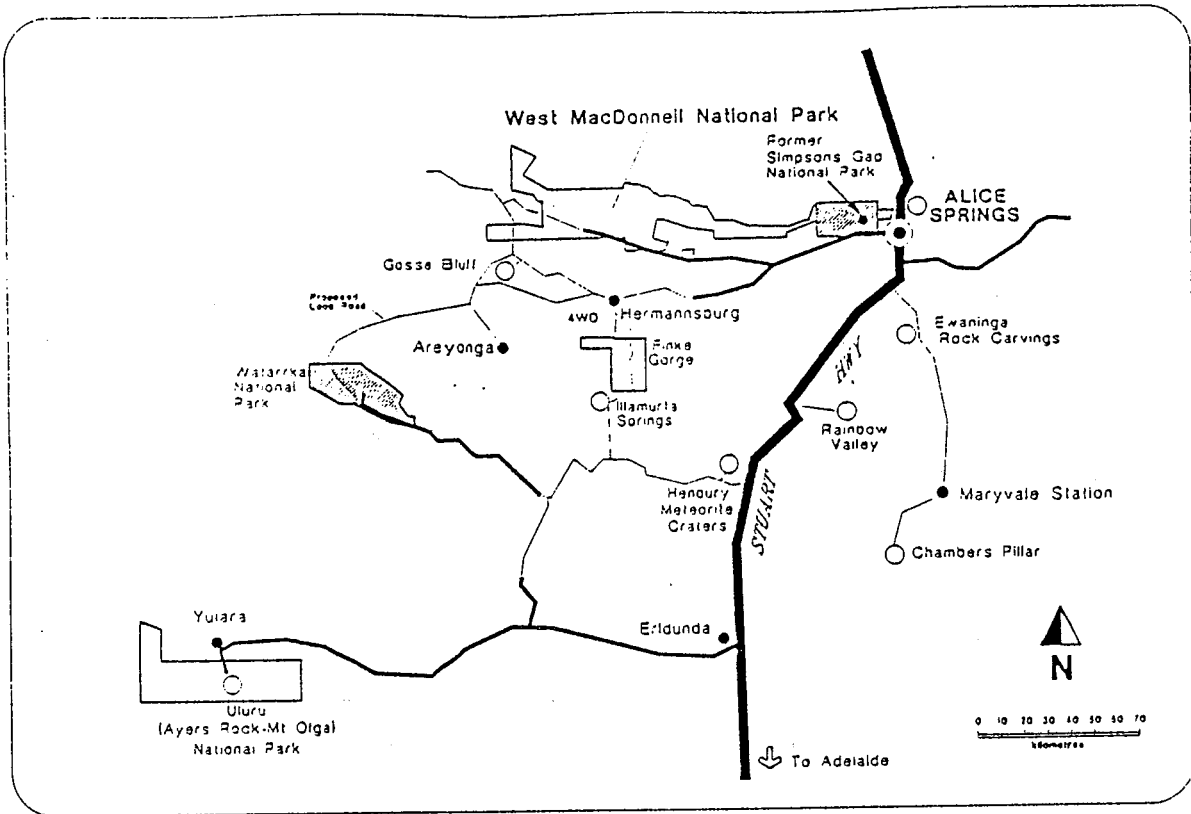 West MacDonnell National Park
Former
Simpsons Gap
National Park
ALICE
SPRINGS
Gosse Bluff
Proposed
Loop Road
4WD
Hermannsburg
Ewaninga
Rock Carvings
Areyonga
Finke
Gorge
HWY
Watarrka
National
Park
Illamurta
Springs
Rainbow
Valley
Henbury
Meteorite
Craters
STUART
Maryvale Station
Chambers Pillar
Yulara
Erldunda
N
Uluru
(Ayers Rock-Mt Olga)
National Park
0 10 20 30 40 50 60 70
kilometres
To Adelaide